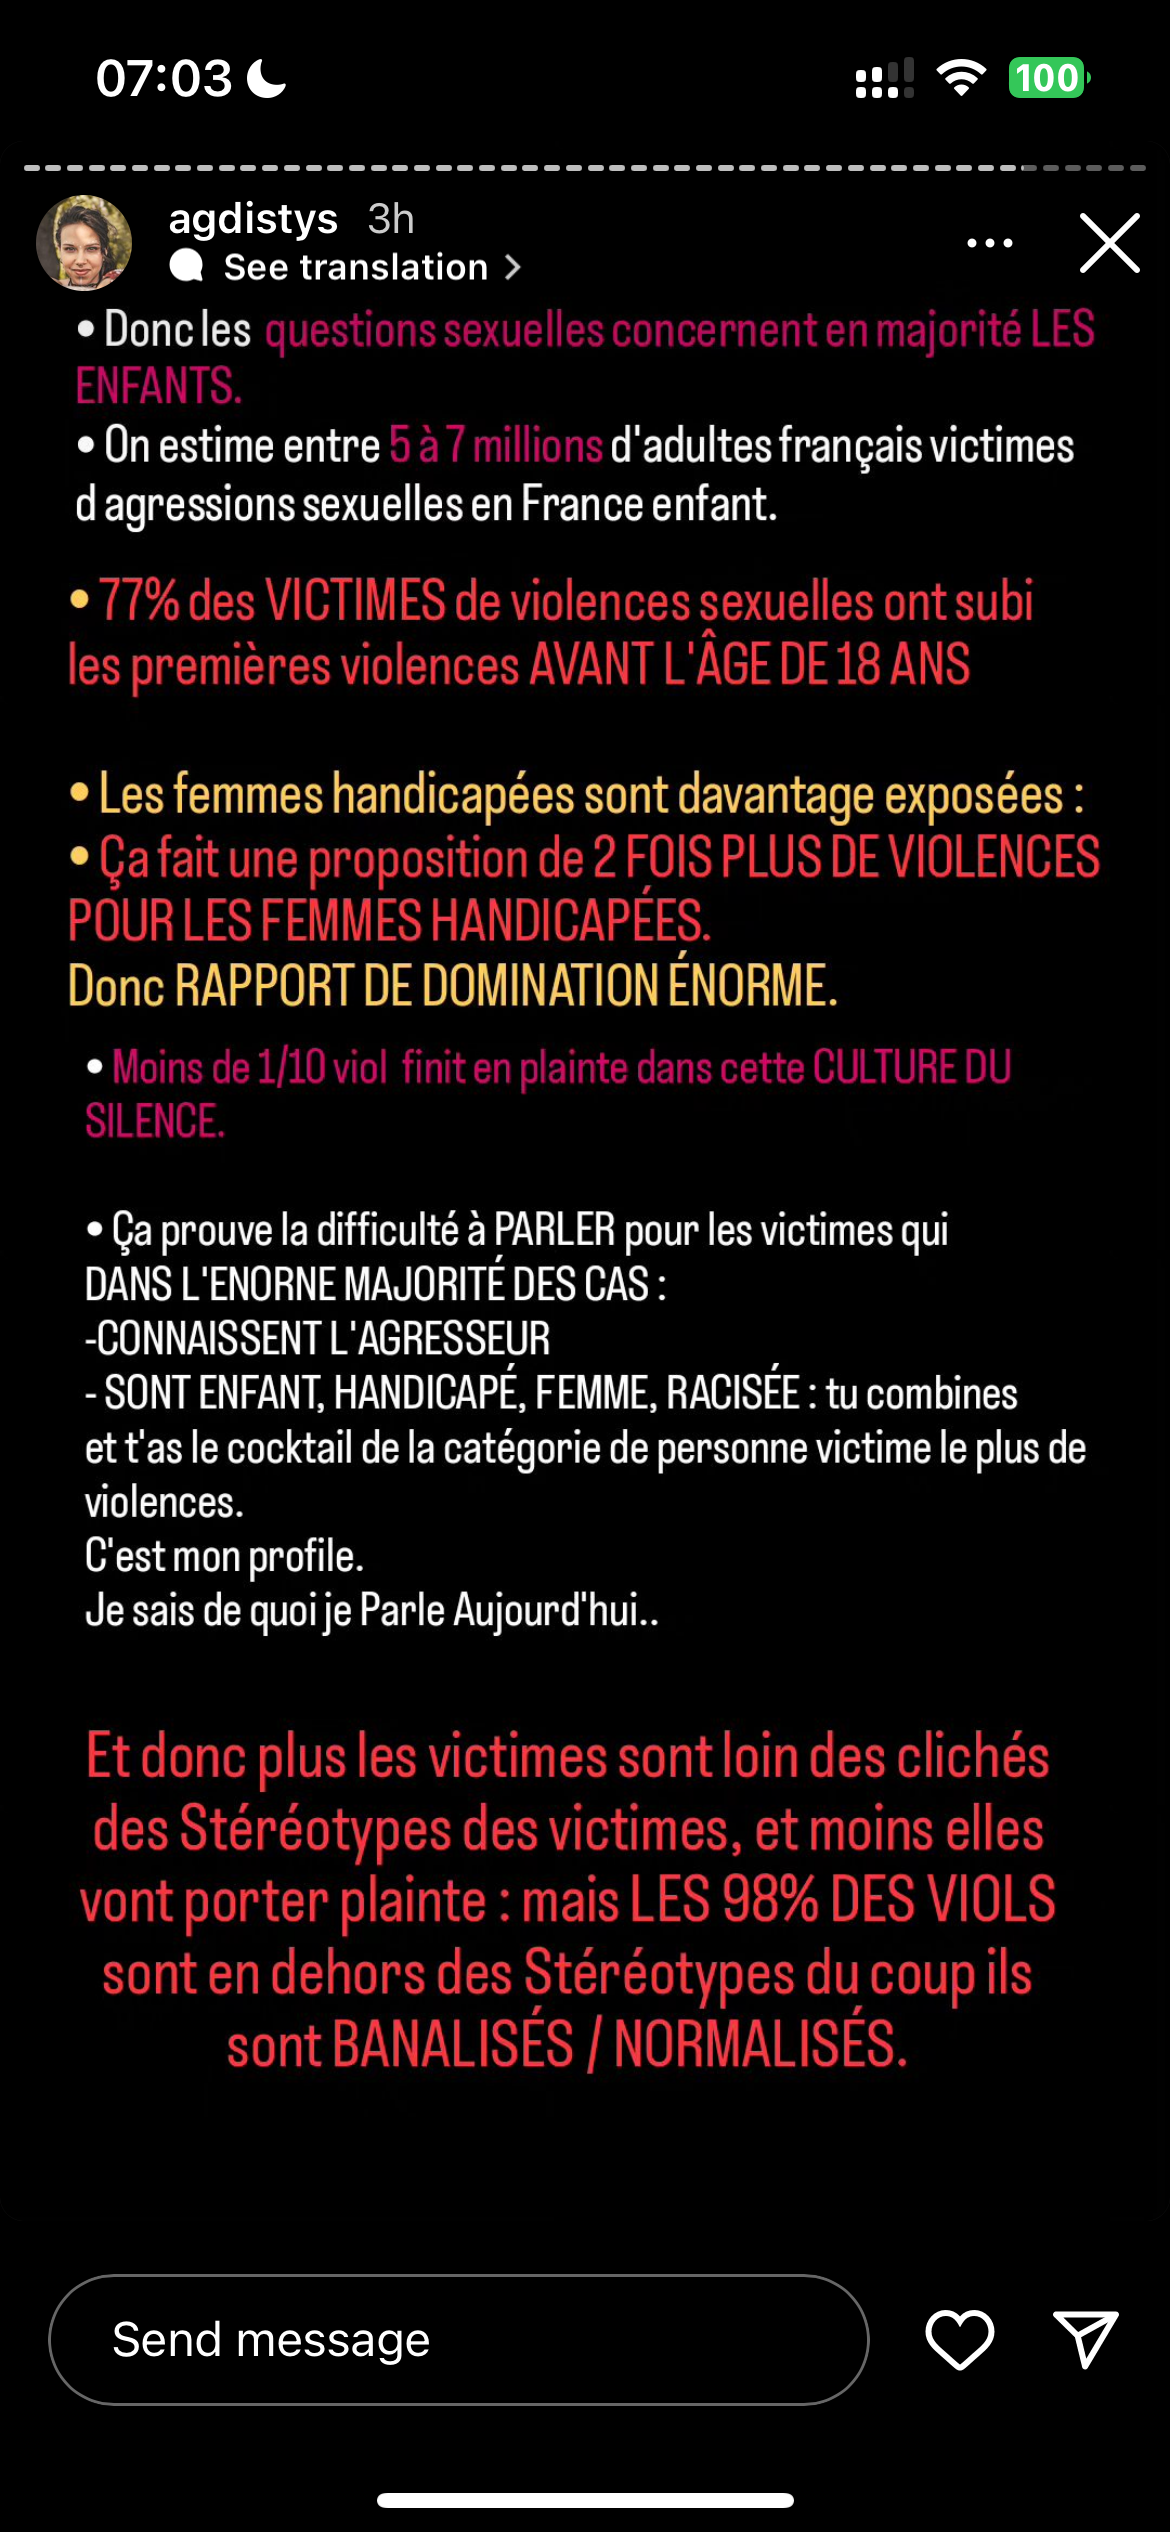 07:03
100
agdistys 3h
See translation >
• Donc les questions sexuelles concernent en majorité LES
ENFANTS.
• On estime entre 5 à 7 millions d'adultes français victimes
d agressions sexuelles en France enfant.
• 77% des VICTIMES de violences sexuelles ont subi
les premières violences AVANT L'ÂGE DE 18 ANS
• Les femmes handicapées sont davantage exposées :
• Ça fait une proposition de 2 FOIS PLUS DE VIOLENCES
POUR LES FEMMES HANDICAPÉES.
Donc RAPPORT DE DOMINATION ÉNORME.
• Moins de 1/10 viol finit en plainte dans cette CULTURE DU
SILENCE.
• Ça prouve la difficulté à PARLER pour les victimes qui
DANS L'ENORNE MAJORITÉ DES CAS :
-CONNAISSENT L'AGRESSEUR
- SONT ENFANT, HANDICAPÉ, FEMME, RACISÉE : tu combines
et t'as le cocktail de la catégorie de personne victime le plus de
violences.
C'est mon profile.
Je sais de quoi je Parle Aujourd'hui..
Et donc plus les victimes sont loin des clichés
des Stéréotypes des victimes, et moins elles
vont porter plainte : mais LES 98% DES VIOLS
sont en dehors des Stéréotypes du coup ils
sont BANALISÉS / NORMALISÉS.
Send message